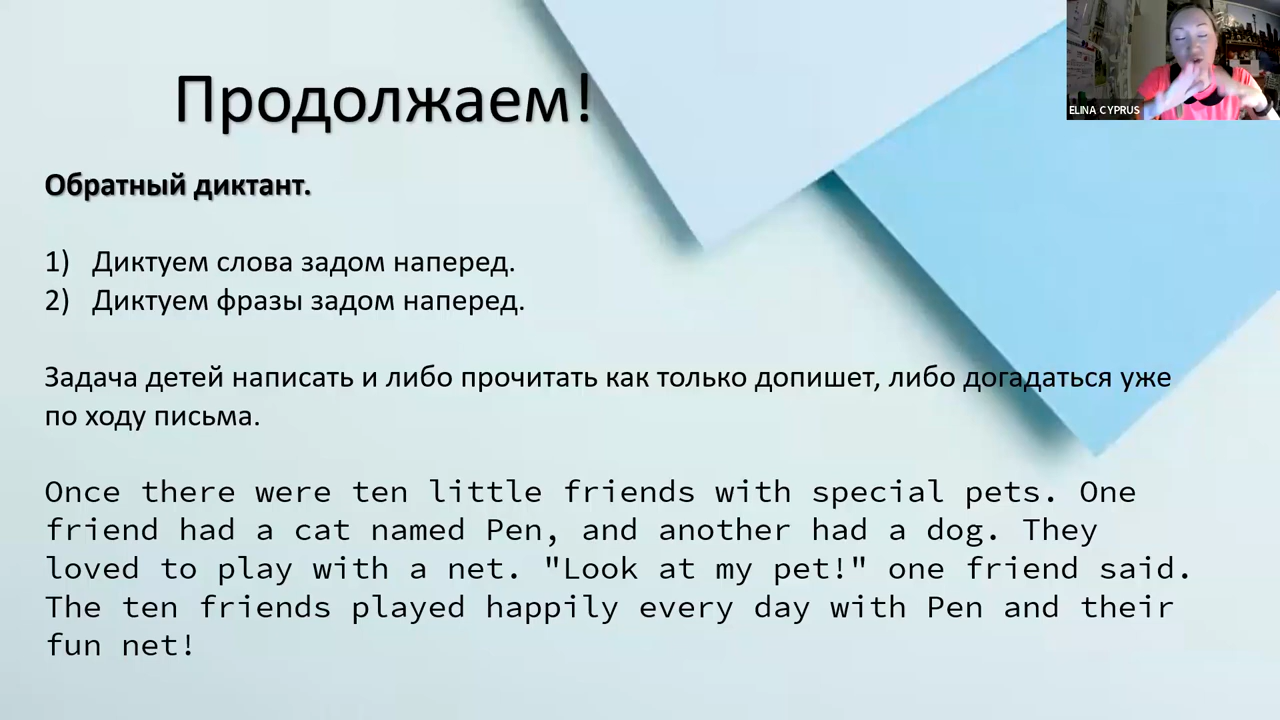 Продолжаем!
ELINA CYPRUS
Обратный диктант.
1) Диктуем слова задом наперед.
2) Диктуем фразы задом наперед.
Задача детей написать и либо прочитать как только допишет, либо догадаться уже
по ходу письма.
Once there were ten little friends with special pets. One
friend had a cat named Pen, and another had a dog. They
loved to play with a net. "Look at my pet!" one friend said.
The ten friends played happily every day with Pen and their
fun net!